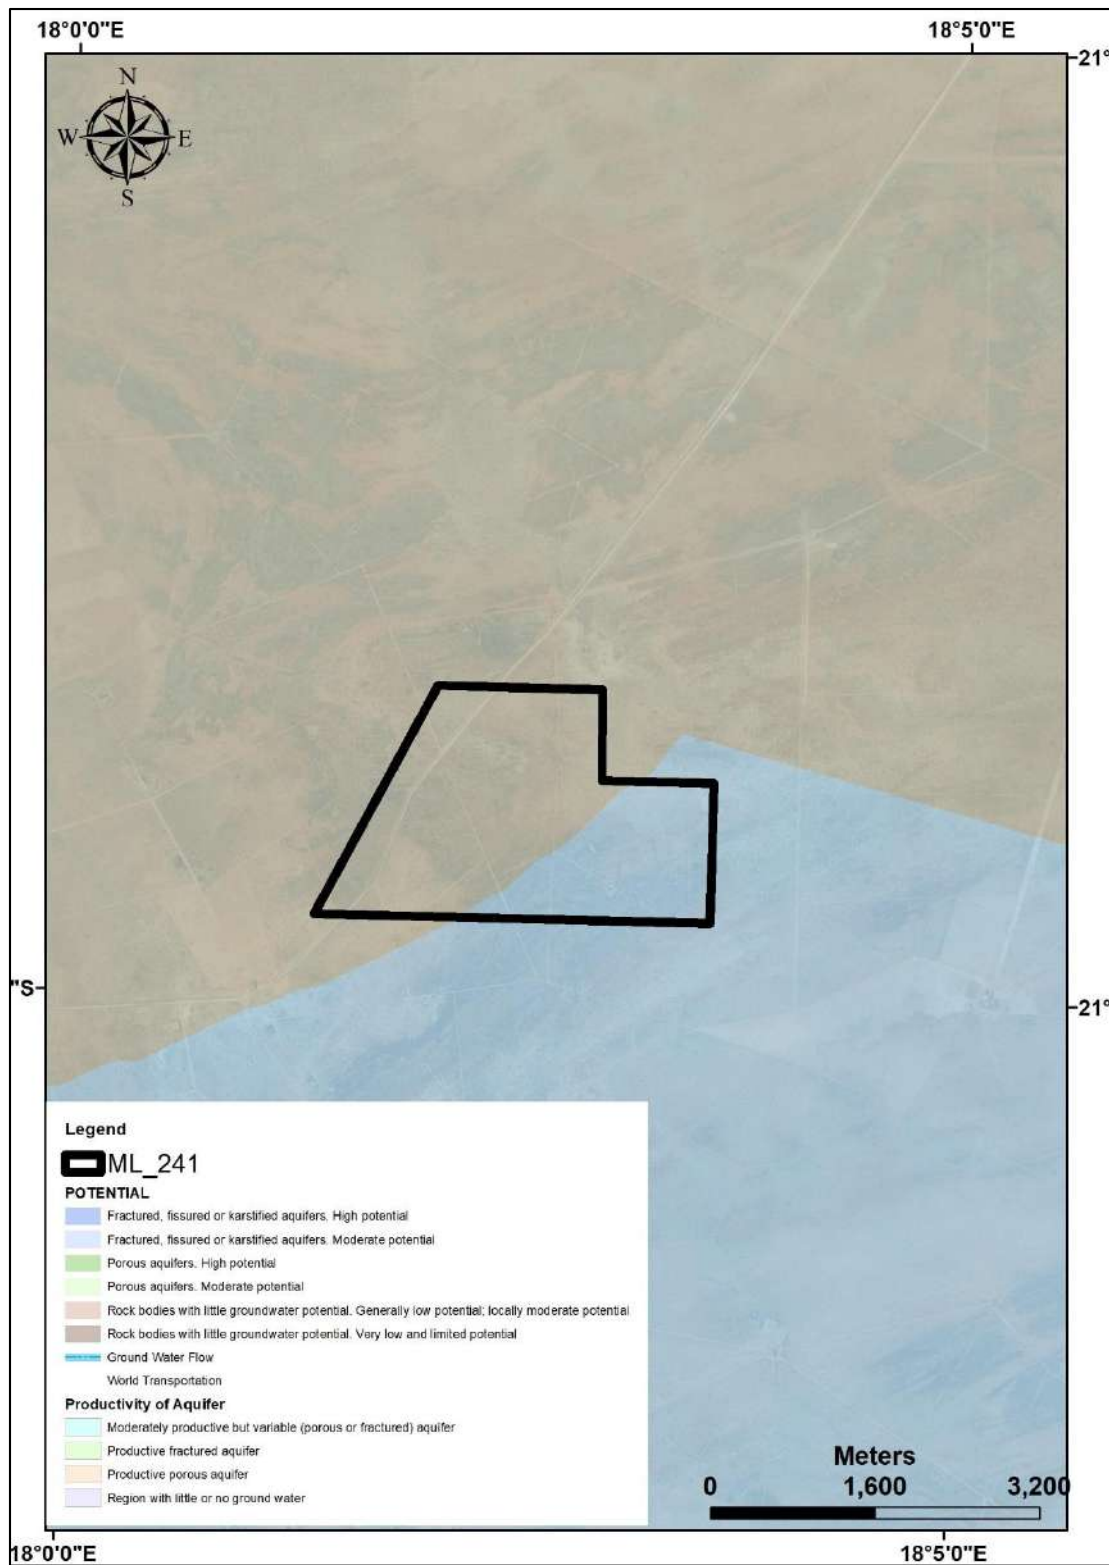 18°0'0"E 18°5'0"E
21°
N
W E
S
"S
21°
Legend
ML_241
POTENTIAL
Fractured, fissured or karstified aquifers. High potential
Fractured, fissured or karstified aquifers. Moderate potential
Porous aquifers. High potential
Porous aquifers. Moderate potential
Rock bodies with little groundwater potential. Generally low potential; locally moderate potential
Rock bodies with little groundwater potential. Very low and limited potential
Ground Water Flow
World Transportation
Productivity of Aquifer
Moderately productive but variable (porous or fractured) aquifer
Productive fractured aquifer
Productive porous aquifer
Region with little or no ground water
Meters
0 1,600 3,200
18°0'0"E 18°5'0"E